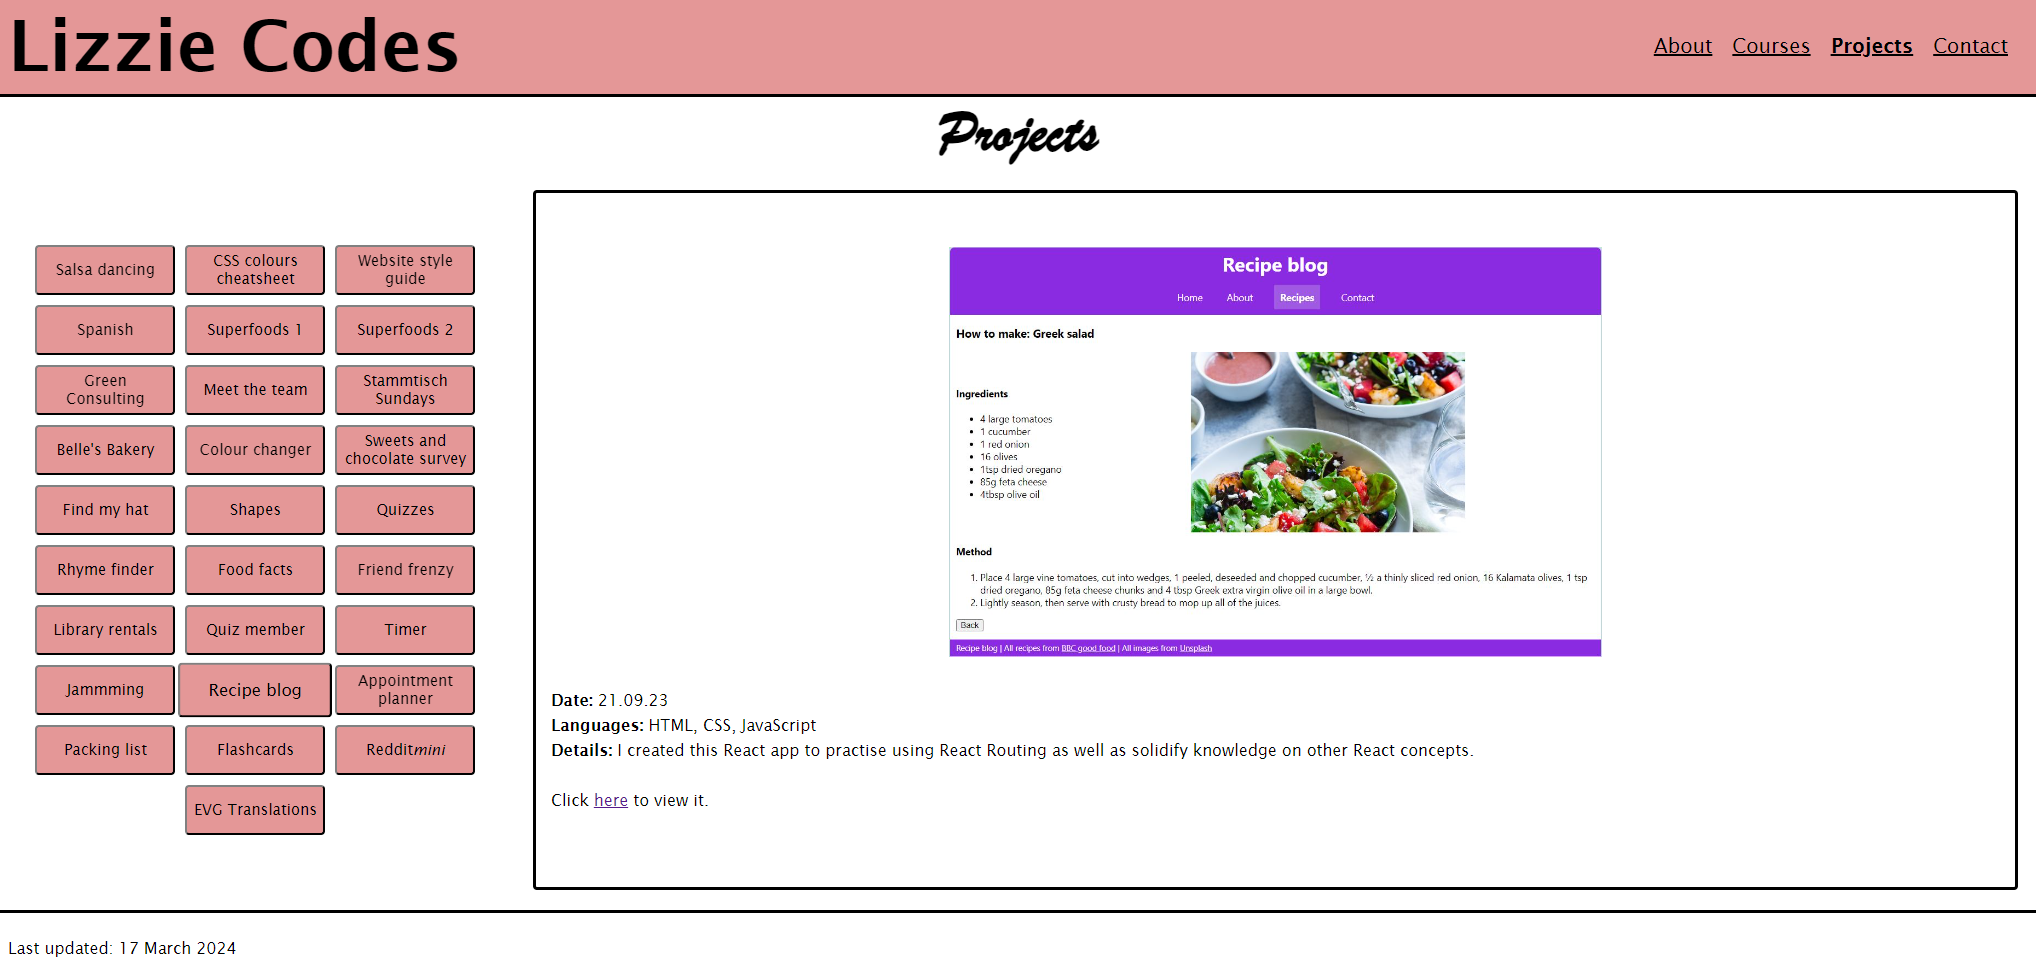 Lizzie Codes
About Courses Projects Contact
Projects
Salsa dancing
CSS colours
cheatsheet
Website style
guide
Spanish
Superfoods 1
Superfoods 2
Green
Consulting
Meet the team
Stammtisch
Sundays
Belle's Bakery
Colour changer
Sweets and
chocolate survey
Find my hat
Shapes
Quizzes
Rhyme finder
Food facts
Friend frenzy
Library rentals
Quiz member
Timer
Jammming
Recipe blog
Appointment
planner
Packing list
Flashcards
Redditmini
EVG Translations
Recipe blog
Home About Recipes Contact
How to make: Greek salad
Ingredients
• 4 large tomatoes
• 1 cucumber
• 1 red onion
• 16 olives
• 1tsp dried oregano
• 85g feta cheese
• 4tbsp olive oil
Method
1. Place 4 large vine tomatoes, cut into wedges, 1 peeled, deseeded and chopped cucumber, ½ a thinly sliced red onion, 16 Kalamata olives, 1 tsp
dried oregano, 85g feta cheese chunks and 4 tbsp Greek extra virgin olive oil in a large bowl.
2. Lightly season, then serve with crusty bread to mop up all of the juices.
Back
Recipe blog | All recipes from BBC good food | All images from Unsplash
Date: 21.09.23
Languages: HTML, CSS, JavaScript
Details: I created this React app to practise using React Routing as well as solidify knowledge on other React concepts.
Click here to view it.
Last updated: 17 March 2024